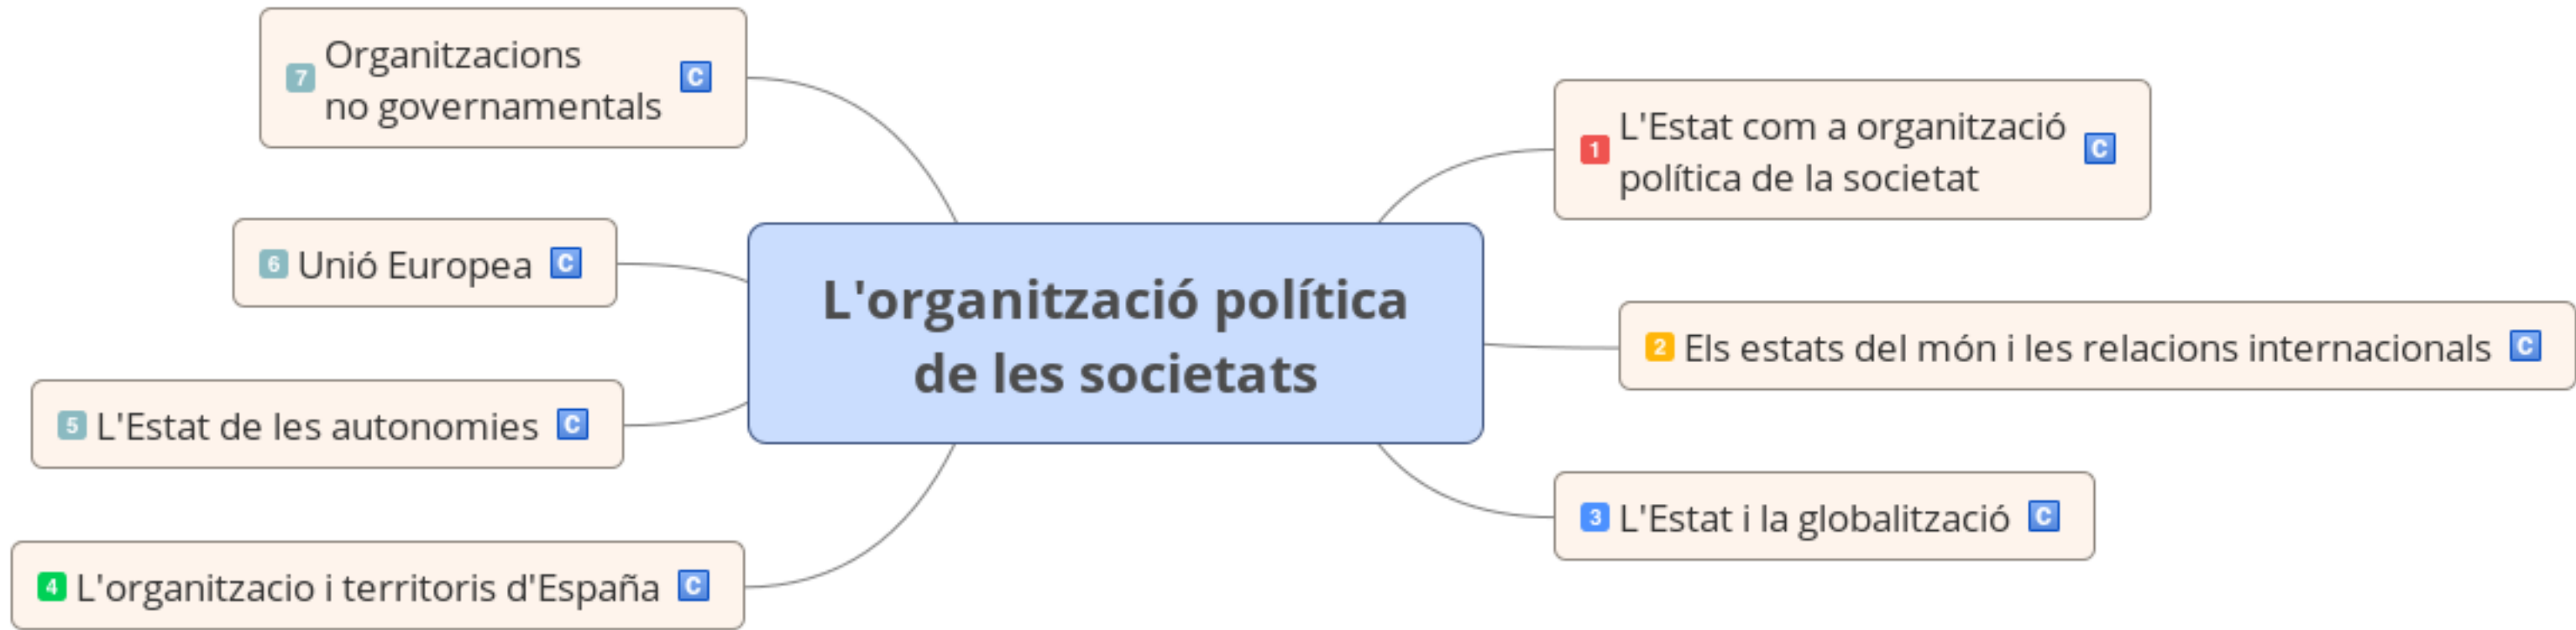 L'organització política
de les societats
1 L'Estat com a organització
política de la societat C
2 Els estats del món i les relacions internacionals C
3 L'Estat i la globalització C
4 L'organitzacio i territoris d'España C
5 L'Estat de les autonomies C
6 Unió Europea C
7 Organitzacions
no governamentals C